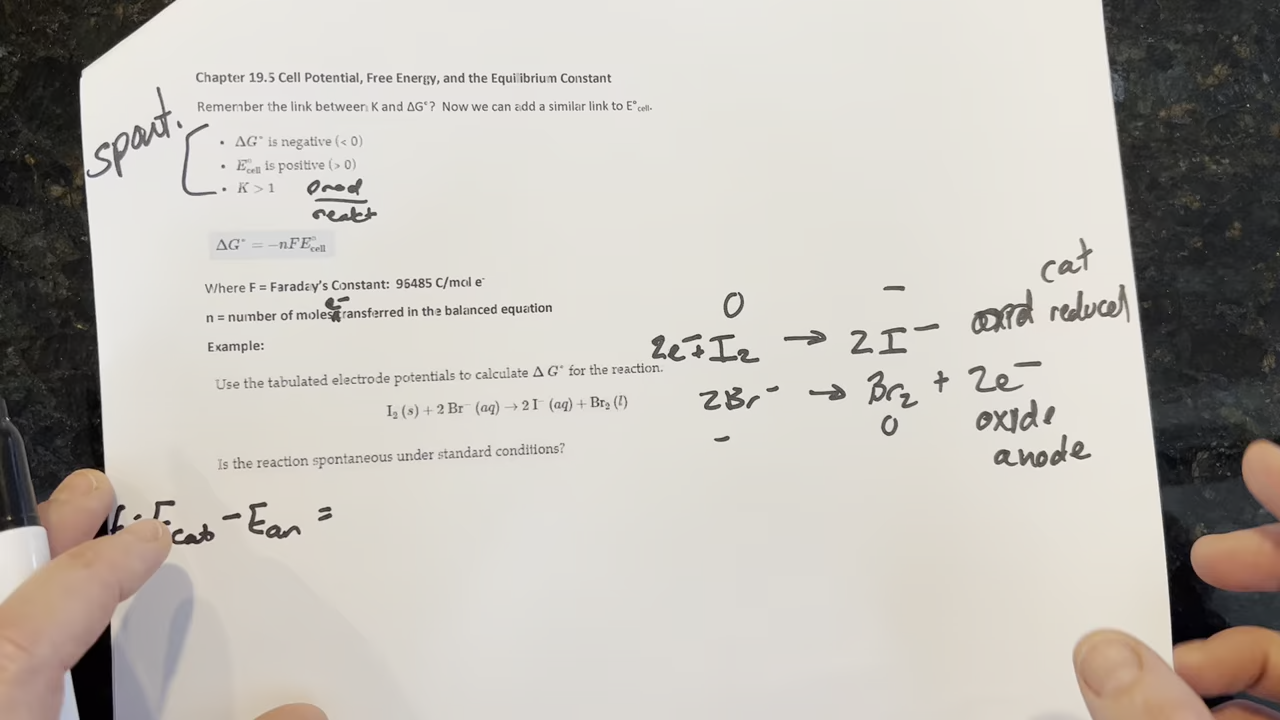 Chapter 19.5 Cell Potential, Free Energy, and the Equilibrium Constant
Remember the link between K and ΔG°? Now we can add a similar link to E°cell.
spont.
• ΔG° is negative (< 0)
• E°cell is positive (> 0)
• K > 1
prod
react
ΔG° = −nFE°cell
Where F = Faraday's Constant: 96485 C/mol e⁻
e⁻
n = number of moles transferred in the balanced equation
Example:
Use the tabulated electrode potentials to calculate Δ G° for the reaction.
I₂ (s) + 2 Br⁻ (aq) → 2 I⁻ (aq) + Br₂ (l)
Is the reaction spontaneous under standard conditions?
Ecat − Ean =
cat
0 −
2e⁻ + I₂ → 2I⁻ reduced
2Br⁻ → Br₂ + 2e⁻
− 0 oxide
anode